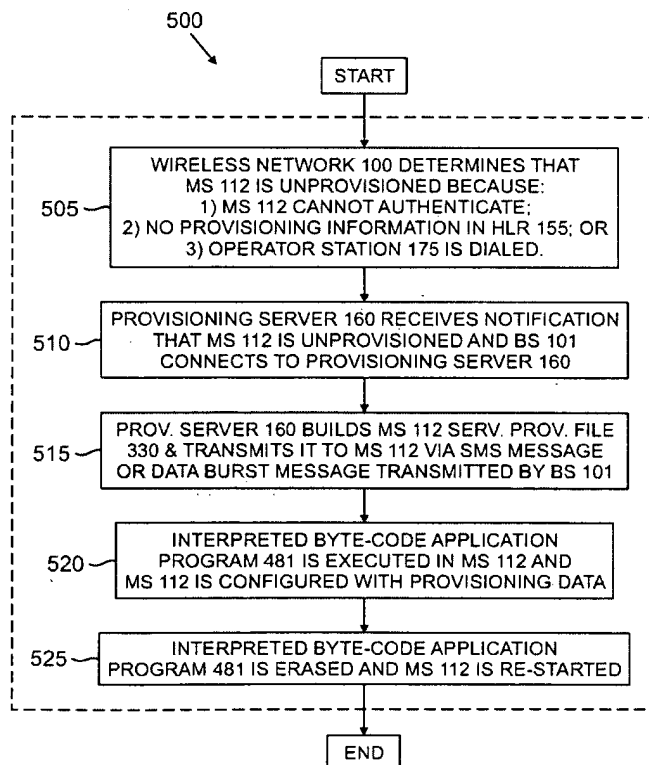 500
START
505
WIRELESS NETWORK 100 DETERMINES THAT
MS 112 IS UNPROVISIONED BECAUSE:
1) MS 112 CANNOT AUTHENTICATE;
2) NO PROVISIONING INFORMATION IN HLR 155; OR
3) OPERATOR STATION 175 IS DIALED.
510
PROVISIONING SERVER 160 RECEIVES NOTIFICATION
THAT MS 112 IS UNPROVISIONED AND BS 101
CONNECTS TO PROVISIONING SERVER 160
515
PROV. SERVER 160 BUILDS MS 112 SERV. PROV. FILE
330 & TRANSMITS IT TO MS 112 VIA SMS MESSAGE
OR DATA BURST MESSAGE TRANSMITTED BY BS 101
520
INTERPRETED BYTE-CODE APPLICATION
PROGRAM 481 IS EXECUTED IN MS 112 AND
MS 112 IS CONFIGURED WITH PROVISIONING DATA
525
INTERPRETED BYTE-CODE APPLICATION
PROGRAM 481 IS ERASED AND MS 112 IS RE-STARTED
END